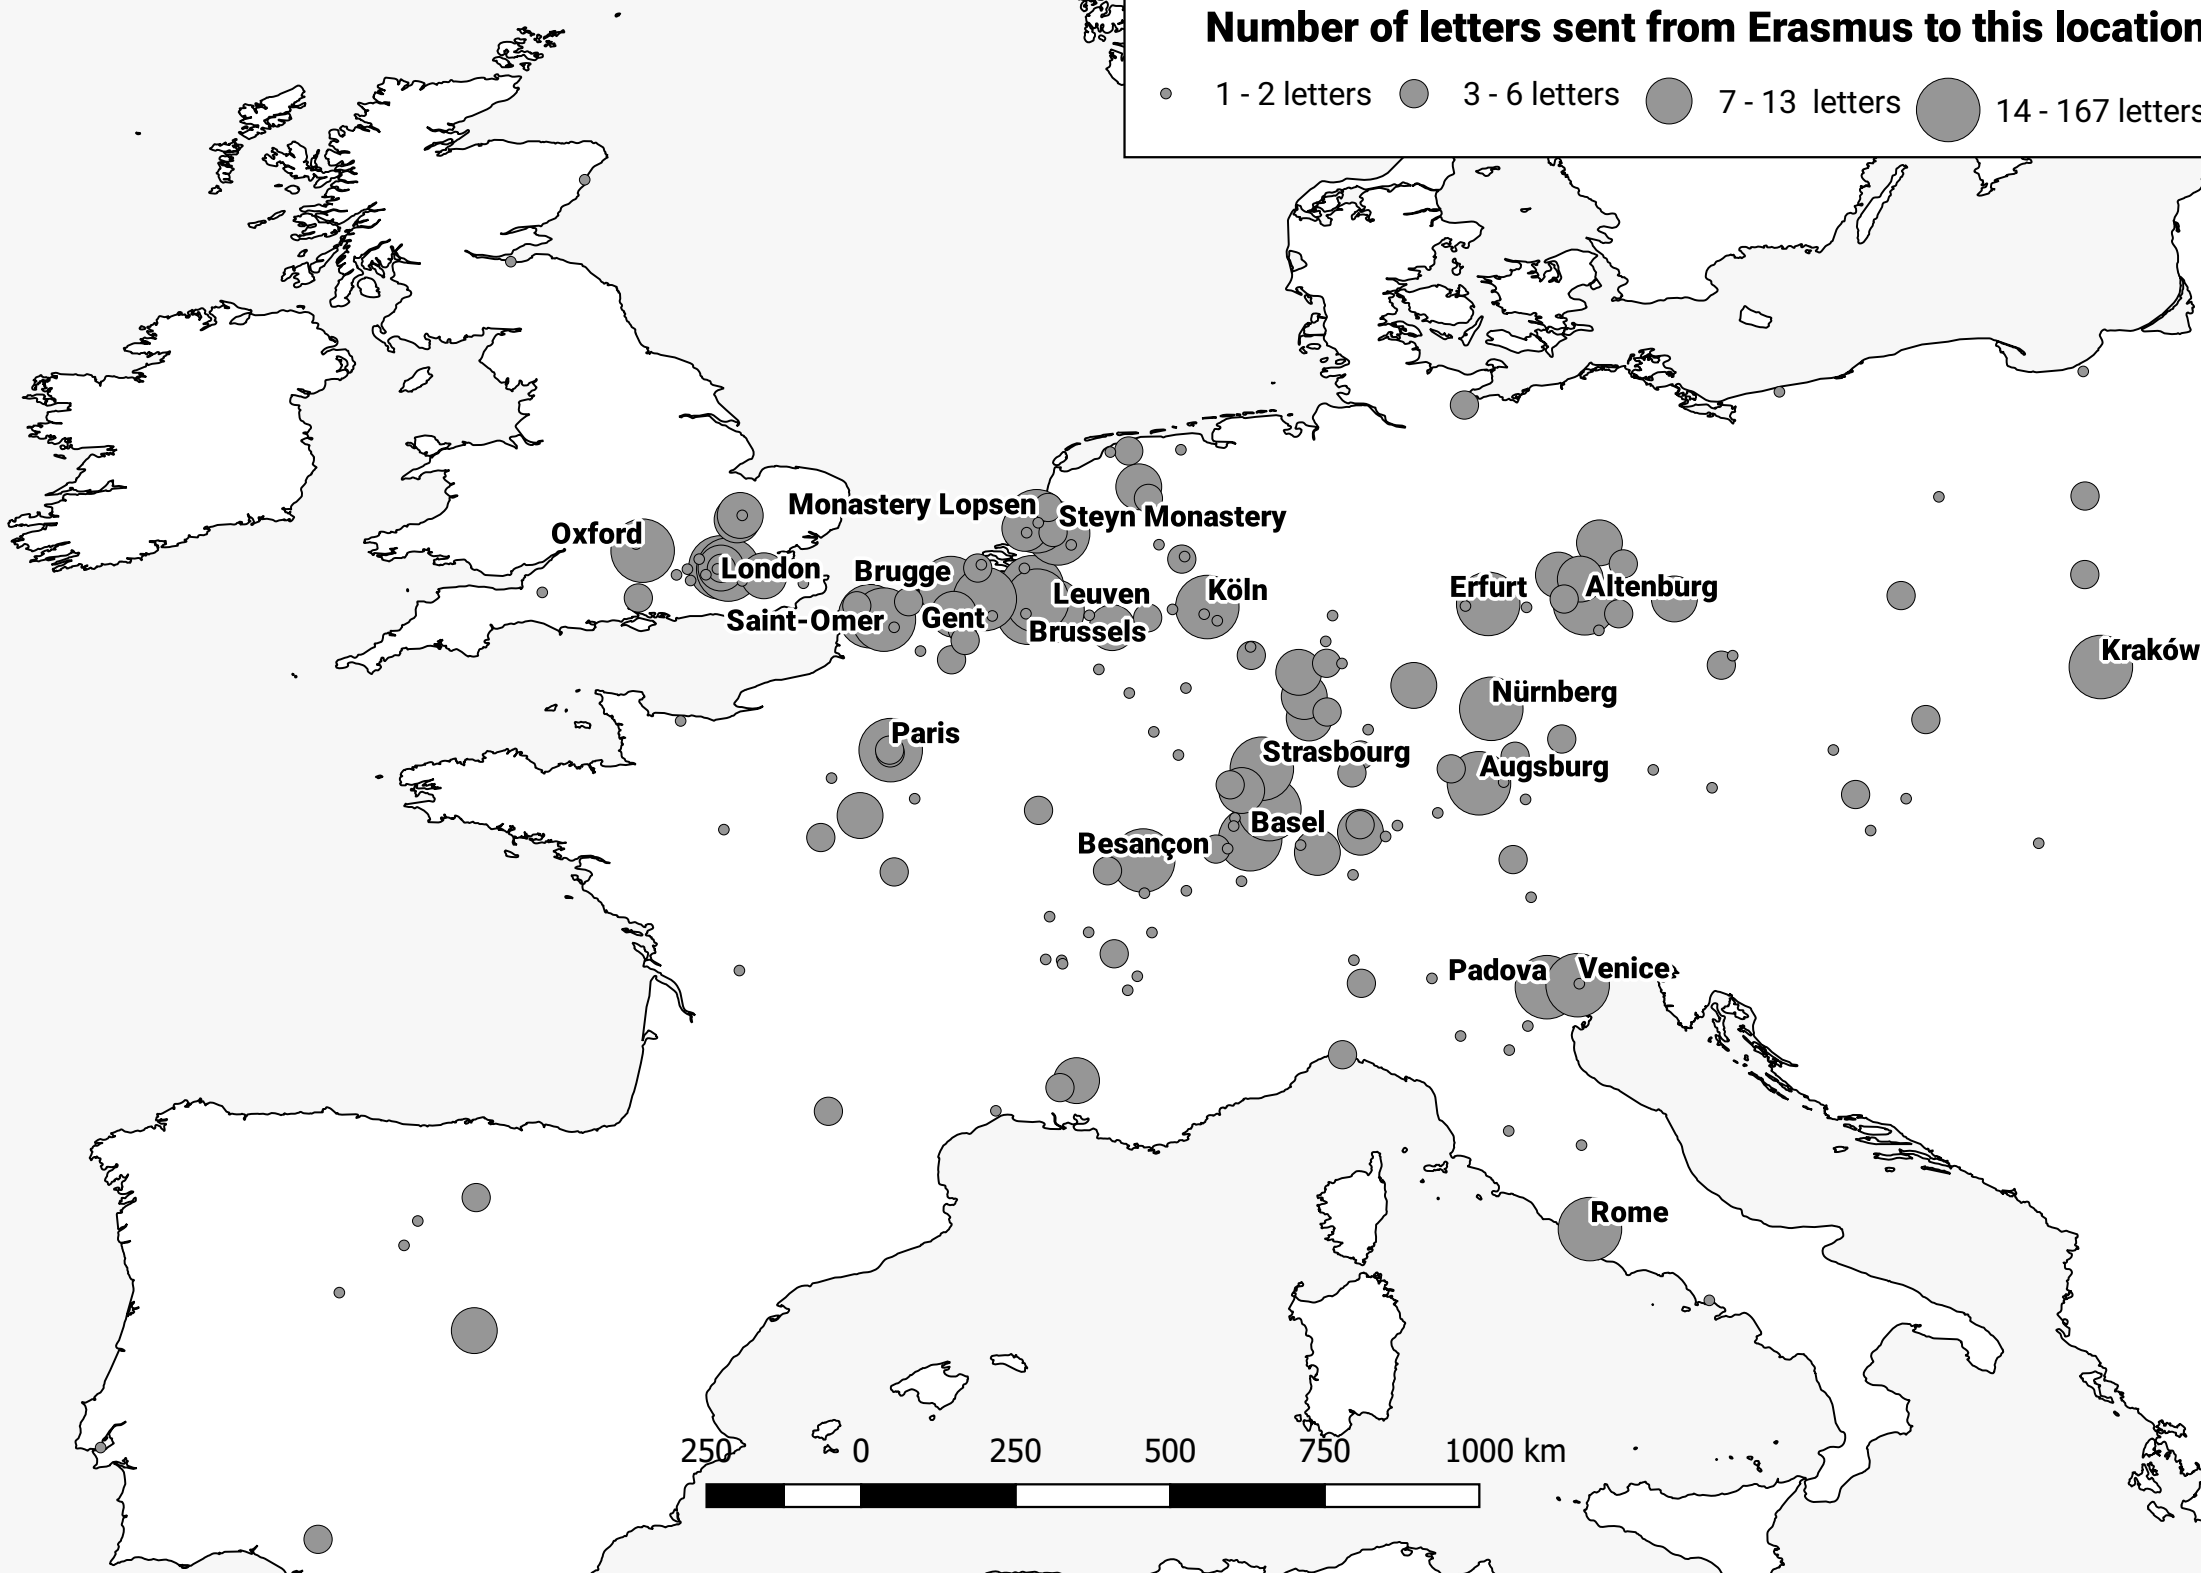 Number of letters sent from Erasmus to this location
1 - 2 letters
3 - 6 letters
7 - 13 letters
14 - 167 letters
Monastery Lopsen
Steyn Monastery
Oxford
London
Brugge
Leuven
Köln
Erfurt
Altenburg
Saint-Omer
Gent
Brussels
Kraków
Nürnberg
Paris
Strasbourg
Augsburg
Basel
Besançon
Padova
Venice
Rome
250 0 250 500 750 1000 km